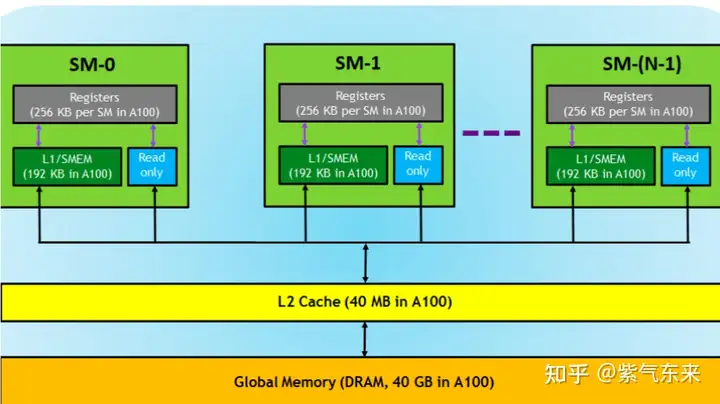 SM-0
SM-1
SM-(N-1)
Registers
(256 KB per SM in A100)
Registers
(256 KB per SM in A100)
Registers
(256 KB per SM in A100)
L1/SMEM
(192 KB in A100)
Read
only
L1/SMEM
(192 KB in A100)
Read
only
L1/SMEM
(192 KB in A100)
Read
only
L2 Cache (40 MB in A100)
Global Memory (DRAM, 40 GB in A100)
知乎 @紫气东来